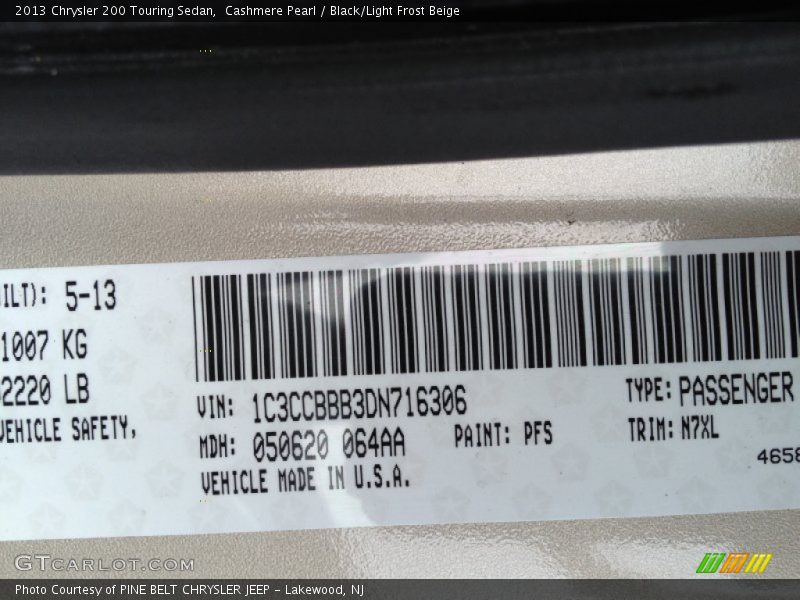 2013 Chrysler 200 Touring Sedan, Cashmere Pearl / Black/Light Frost Beige
ILT): 5-13
1007 KG
2220 LB
VEHICLE SAFETY,
VIN: 1C3CCBBB3DN716306
TYPE: PASSENGER
MDH: 050620 064AA
PAINT: PFS
TRIM: N7XL
VEHICLE MADE IN U.S.A.
4658
GTCARLOT.COM
Photo Courtesy of PINE BELT CHRYSLER JEEP - Lakewood, NJ